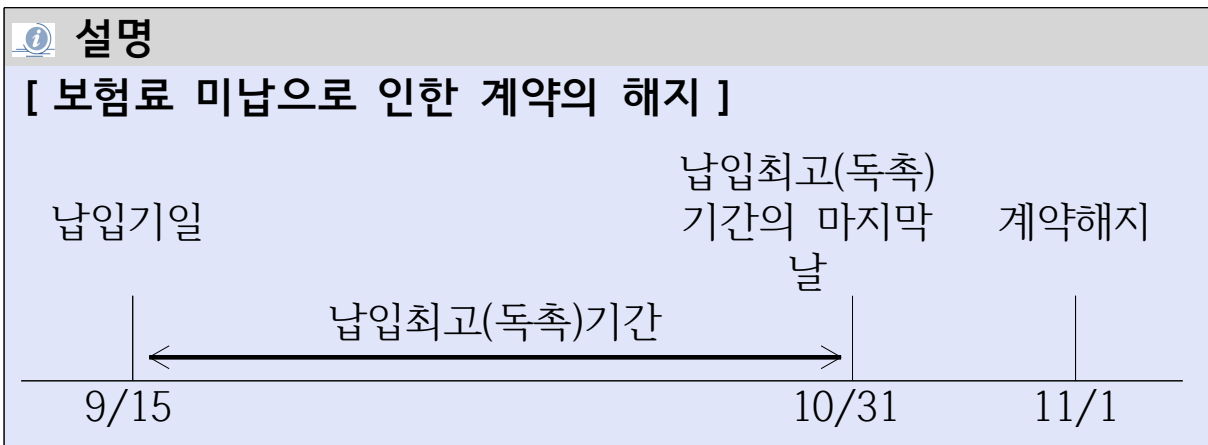 설명
[ 보험료 미납으로 인한 계약의 해지 ]
납입기일
납입최고(독촉)
기간의 마지막
날
계약해지
납입최고(독촉)기간
9/15
10/31
11/1